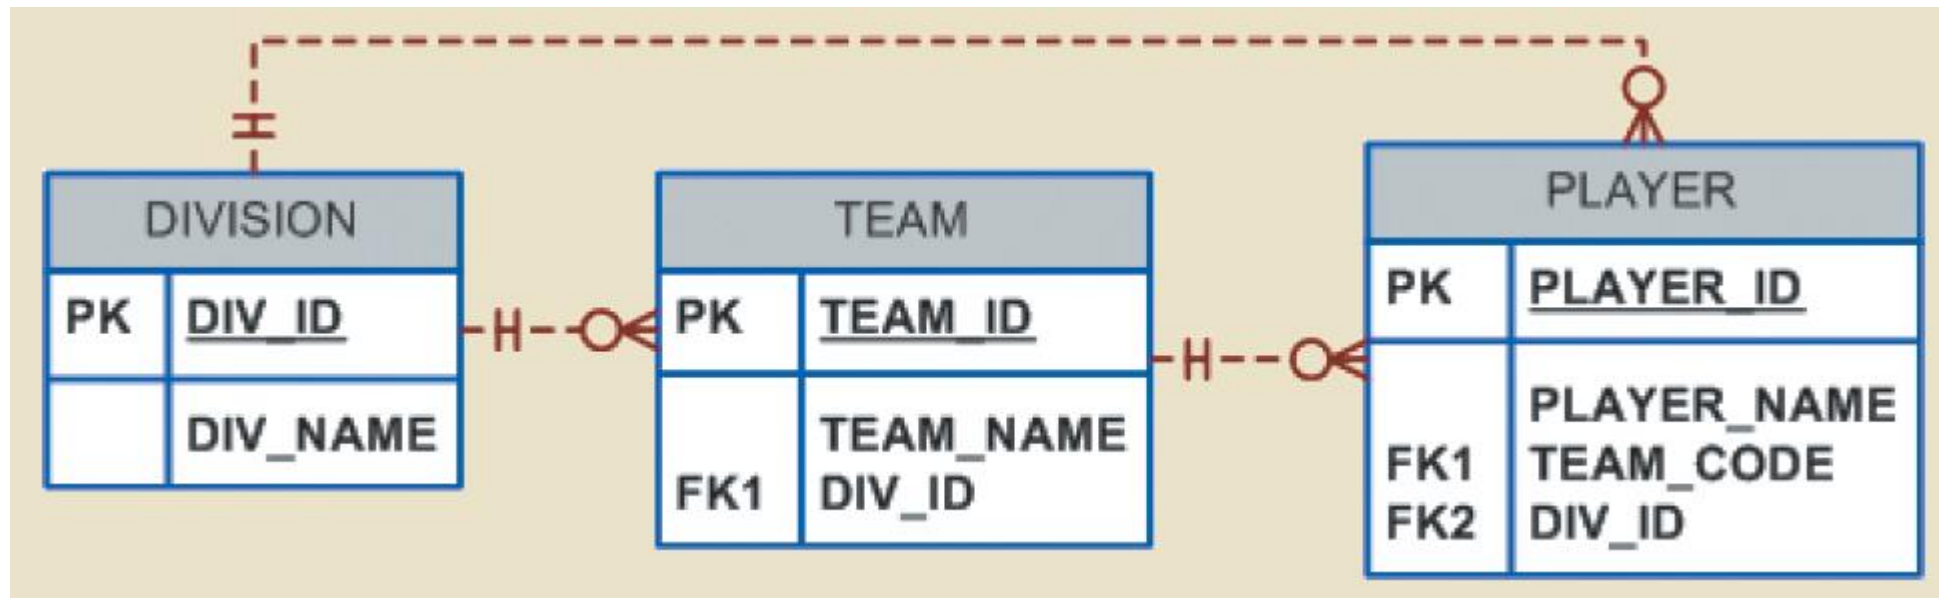 DIVISION
PK DIV_ID
DIV_NAME
TEAM
PK TEAM_ID
TEAM_NAME
FK1 DIV_ID
PLAYER
PK PLAYER_ID
PLAYER_NAME
FK1 TEAM_CODE
FK2 DIV_ID